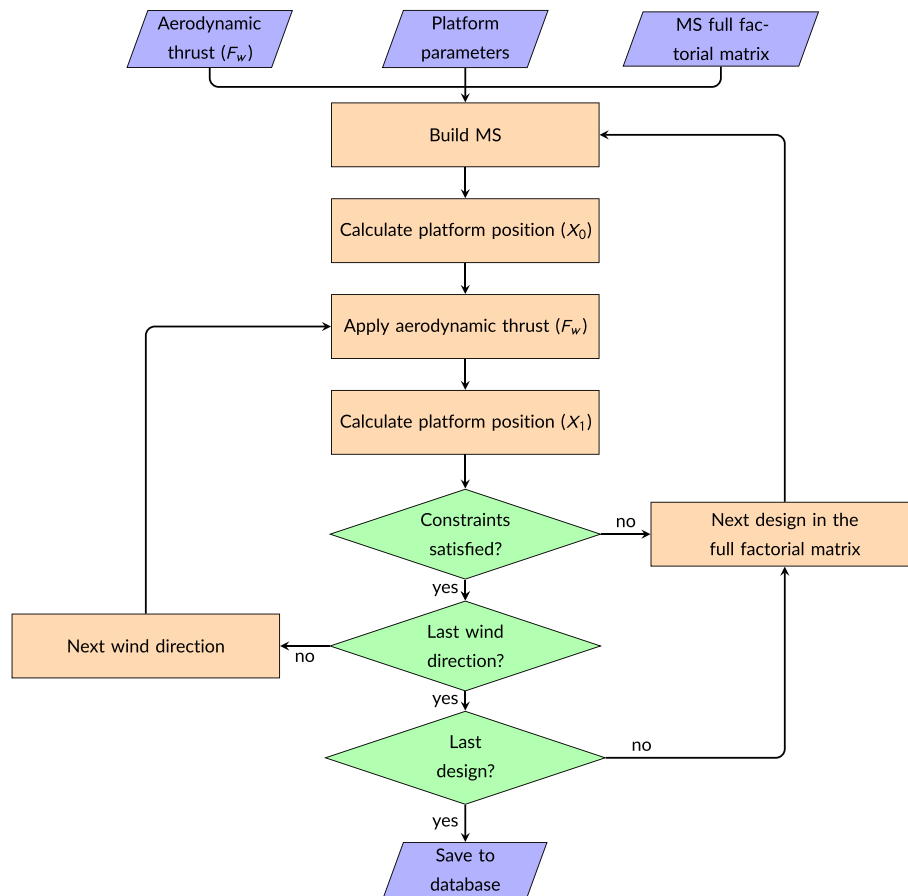 Aerodynamic
thrust (F_w)
Platform
parameters
MS full fac-
torial matrix
Build MS
Calculate platform position (X_0)
Apply aerodynamic thrust (F_w)
Calculate platform position (X_1)
Constraints
satisfied?
no
Next design in the
full factorial matrix
yes
Last wind
direction?
no
Next wind direction
yes
Last
design?
no
yes
Save to
database